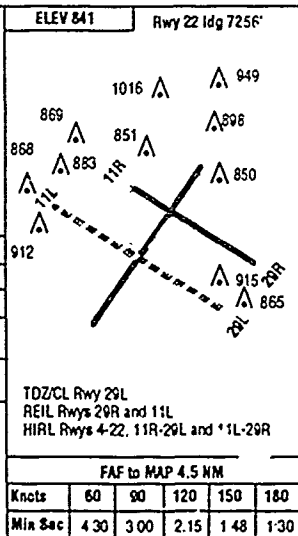 ELEV 841 Rwy 22 ldg 7256'
1016 949
869 851 898
868 883 11R 850
11L
912 915 29R
29L 865
TDZ/CL Rwy 29L
REIL Rwys 29R and 11L
HIRL Rwys 4-22, 11R-29L and 11L-29R
FAF to MAP 4.5 NM
Knots 60 90 120 150 180
Min Sec 4 30 3 00 2.15 1 48 1:30